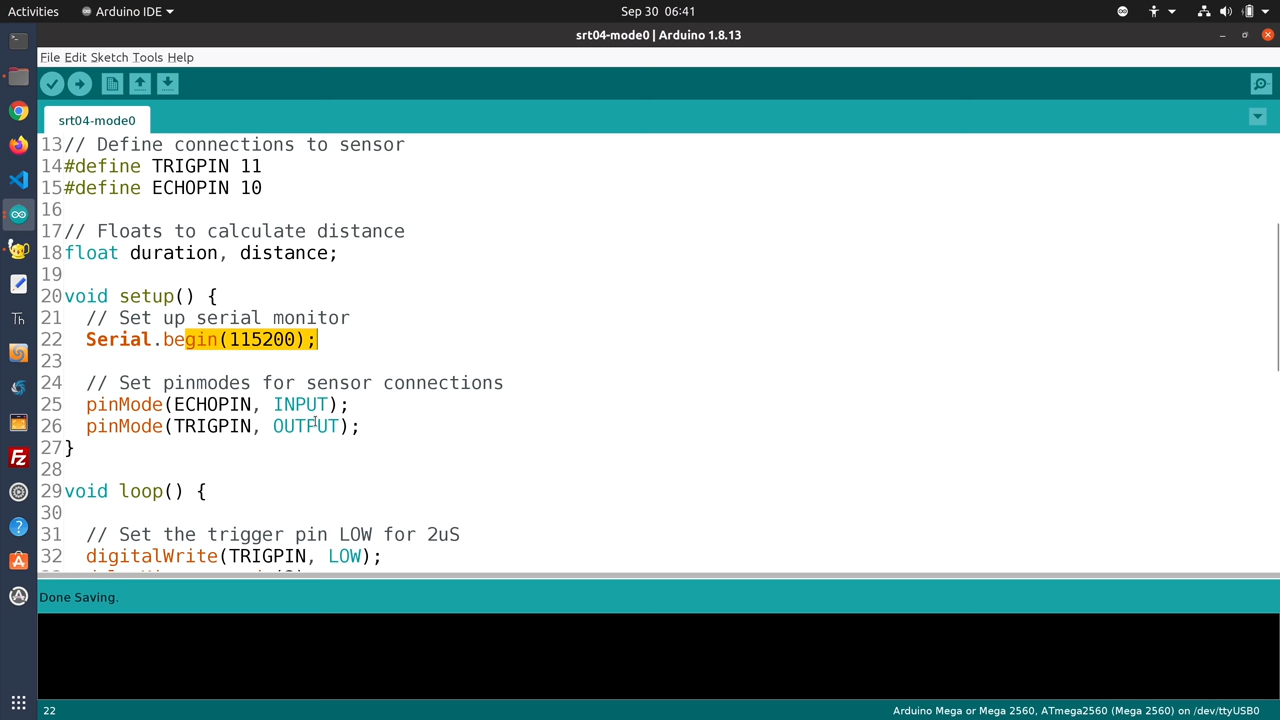 Activities Arduino IDE Sep 30 06:41
srt04-mode0 | Arduino 1.8.13
File Edit Sketch Tools Help
srt04-mode0
13 // Define connections to sensor
14 #define TRIGPIN 11
15 #define ECHOPIN 10
16
17 // Floats to calculate distance
18 float duration, distance;
19
20 void setup() {
21 // Set up serial monitor
22 Serial.begin(115200);
23
24 // Set pinmodes for sensor connections
25 pinMode(ECHOPIN, INPUT);
26 pinMode(TRIGPIN, OUTPUT);
27 }
28
29 void loop() {
30
31 // Set the trigger pin LOW for 2uS
32 digitalWrite(TRIGPIN, LOW);
Done Saving.
22 Arduino Mega or Mega 2560, ATmega2560 (Mega 2560) on /dev/ttyUSB0